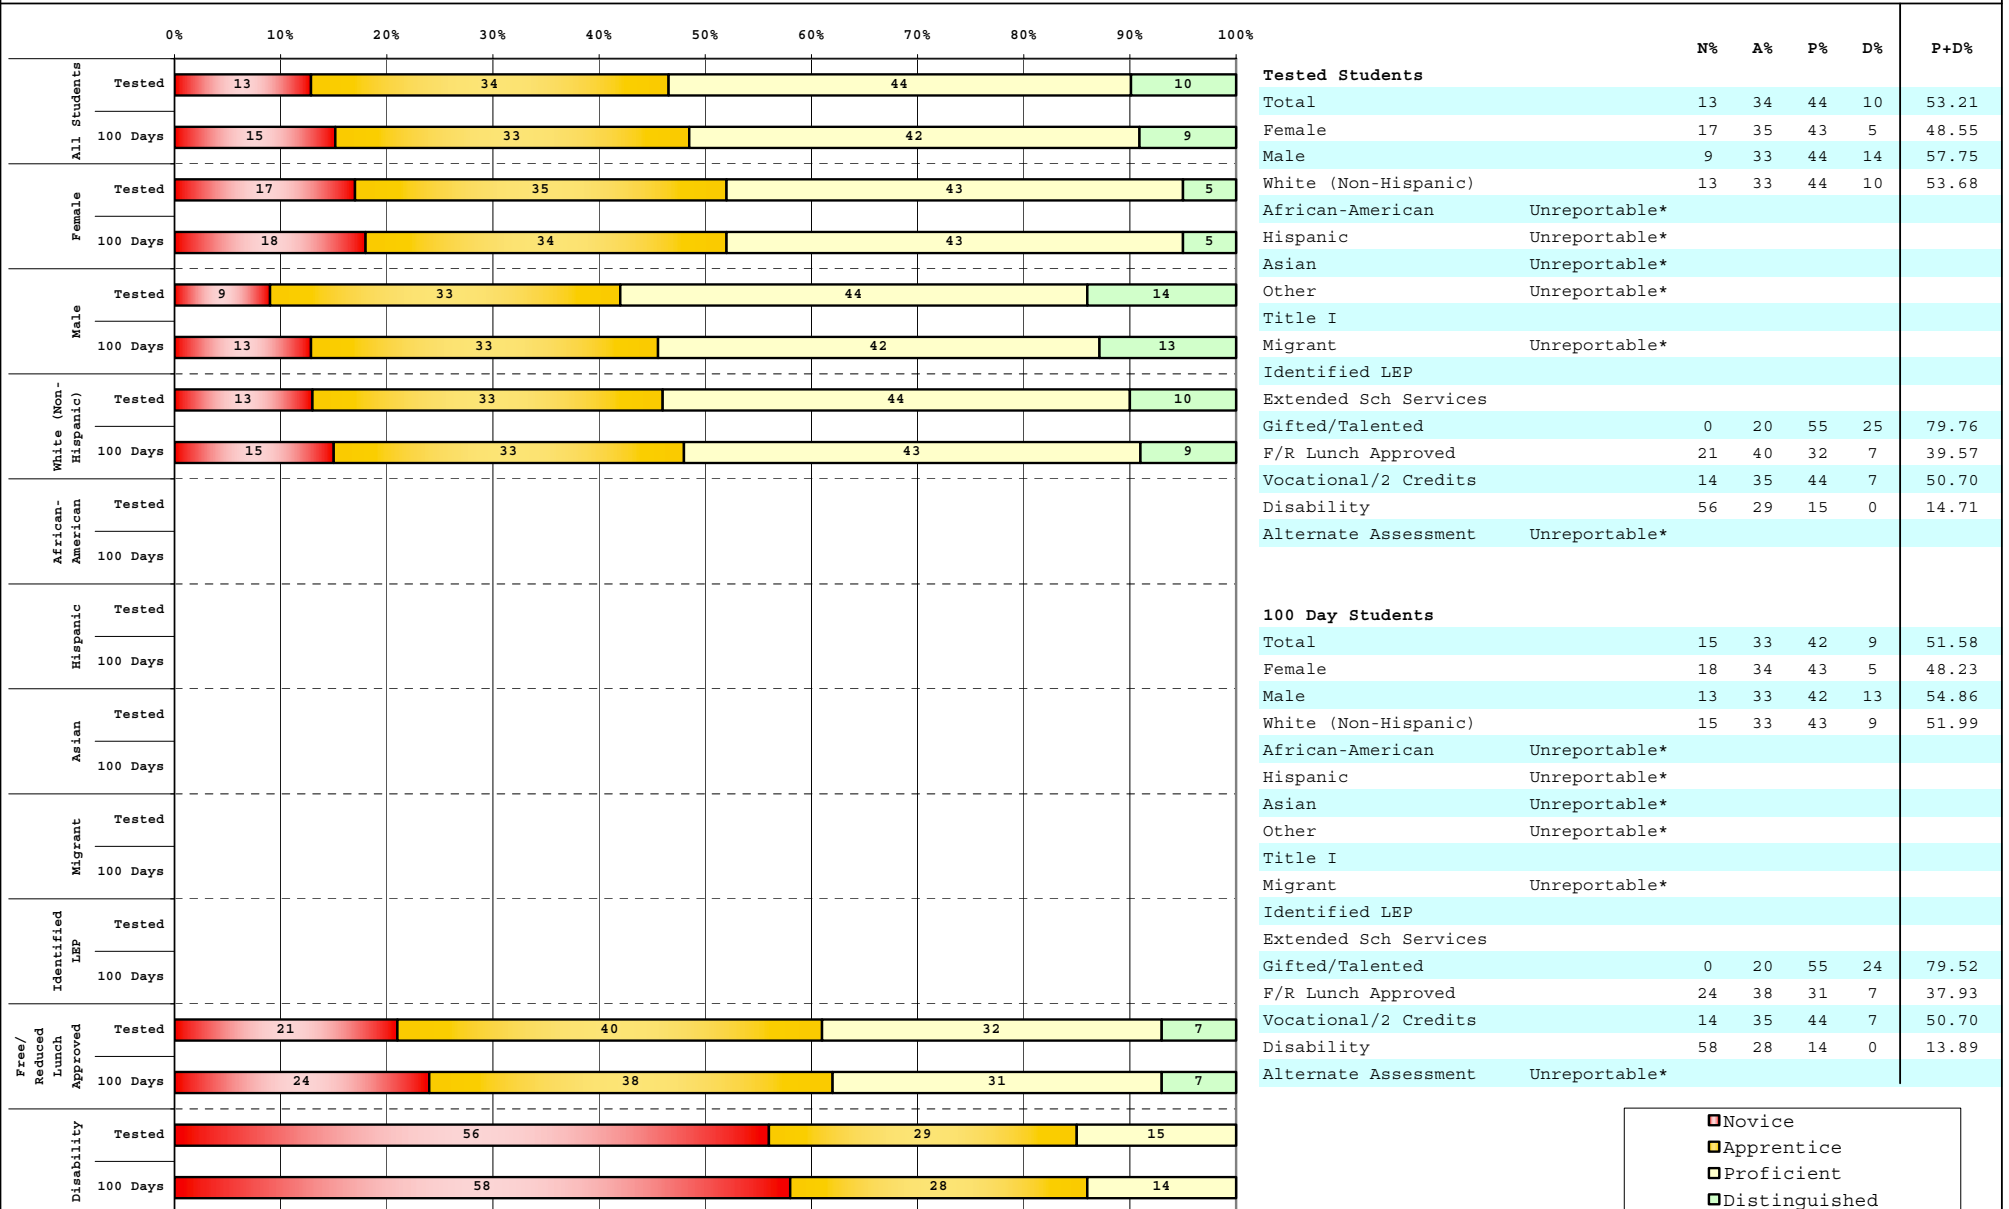 0% 10% 20% 30% 40% 50% 60% 70% 80% 90% 100%
All Students
Tested 13 34 44 10
100 Days 15 33 42 9
Female
Tested 17 35 43 5
100 Days 18 34 43 5
Male
Tested 9 33 44 14
100 Days 13 33 42 13
White (Non-
Hispanic)
Tested 13 33 44 10
100 Days 15 33 43 9
African-
American
Tested
100 Days
Hispanic
Tested
100 Days
Asian
Tested
100 Days
Migrant
Tested
100 Days
Identified
LEP
Tested
100 Days
Free/
Reduced
Lunch
Approved
Tested 21 40 32 7
100 Days 24 38 31 7
Disability
Tested 56 29 15
100 Days 58 28 14
N% A% P% D% P+D%
Tested Students
Total 13 34 44 10 53.21
Female 17 35 43 5 48.55
Male 9 33 44 14 57.75
White (Non-Hispanic) 13 33 44 10 53.68
African-American Unreportable*
Hispanic Unreportable*
Asian Unreportable*
Other Unreportable*
Title I
Migrant Unreportable*
Identified LEP
Extended Sch Services
Gifted/Talented 0 20 55 25 79.76
F/R Lunch Approved 21 40 32 7 39.57
Vocational/2 Credits 14 35 44 7 50.70
Disability 56 29 15 0 14.71
Alternate Assessment Unreportable*
100 Day Students
Total 15 33 42 9 51.58
Female 18 34 43 5 48.23
Male 13 33 42 13 54.86
White (Non-Hispanic) 15 33 43 9 51.99
African-American Unreportable*
Hispanic Unreportable*
Asian Unreportable*
Other Unreportable*
Title I
Migrant Unreportable*
Identified LEP
Extended Sch Services
Gifted/Talented 0 20 55 24 79.52
F/R Lunch Approved 24 38 31 7 37.93
Vocational/2 Credits 14 35 44 7 50.70
Disability 58 28 14 0 13.89
Alternate Assessment Unreportable*
Novice
Apprentice
Proficient
Distinguished